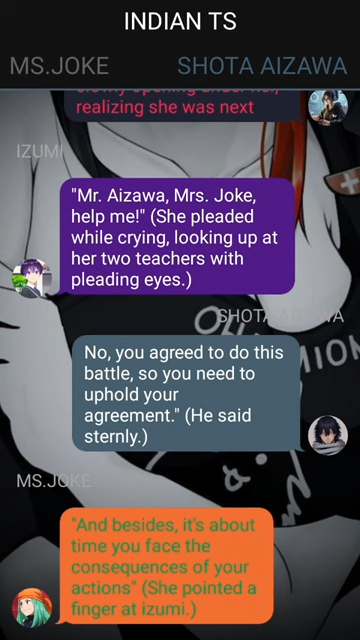 INDIAN TS
MS.JOKE
SHOTA AIZAWA
realizing she was next
IZUMI
"Mr. Aizawa, Mrs. Joke,
help me!" (She pleaded
while crying, looking up at
her two teachers with
pleading eyes.)
SHOTA AIZAWA
No, you agreed to do this
battle, so you need to
uphold your
agreement." (He said
sternly.)
MS.JOKE
"And besides, it's about
time you face the
consequences of your
actions" (She pointed a
finger at izumi.)